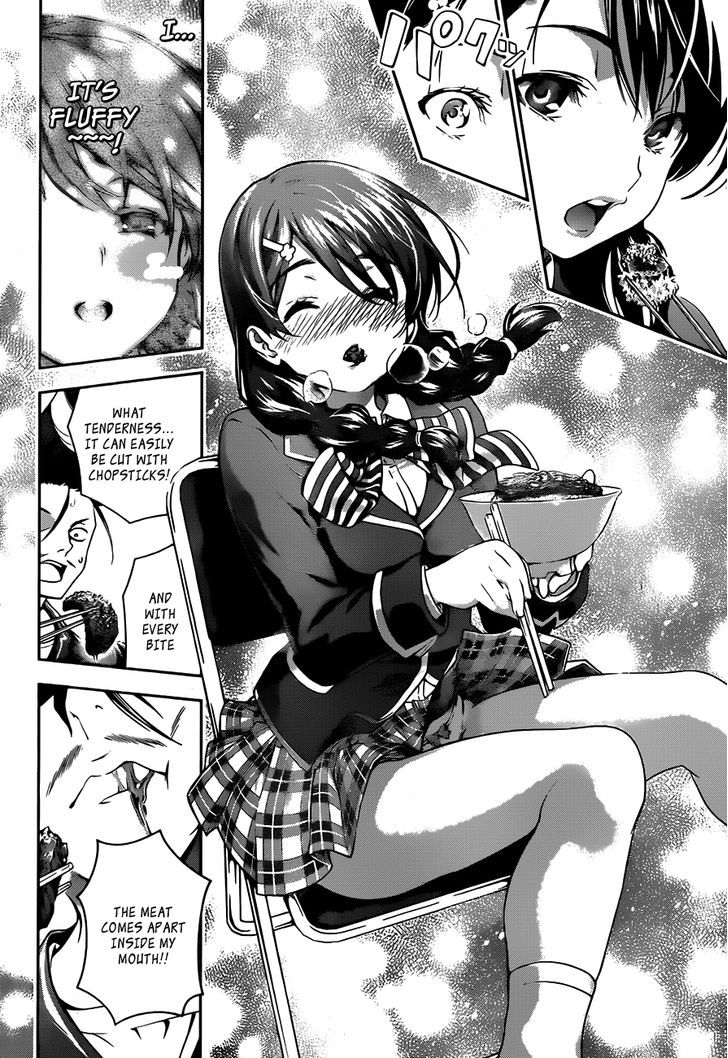 パクッ
I...
IT'S
FLUFFY
~~~!
WHAT
TENDERNESS...
IT CAN EASILY
BE CUT WITH
CHOPSTICKS!
AND
WITH
EVERY
BITE
THE MEAT
COMES APART
INSIDE MY
MOUTH!!